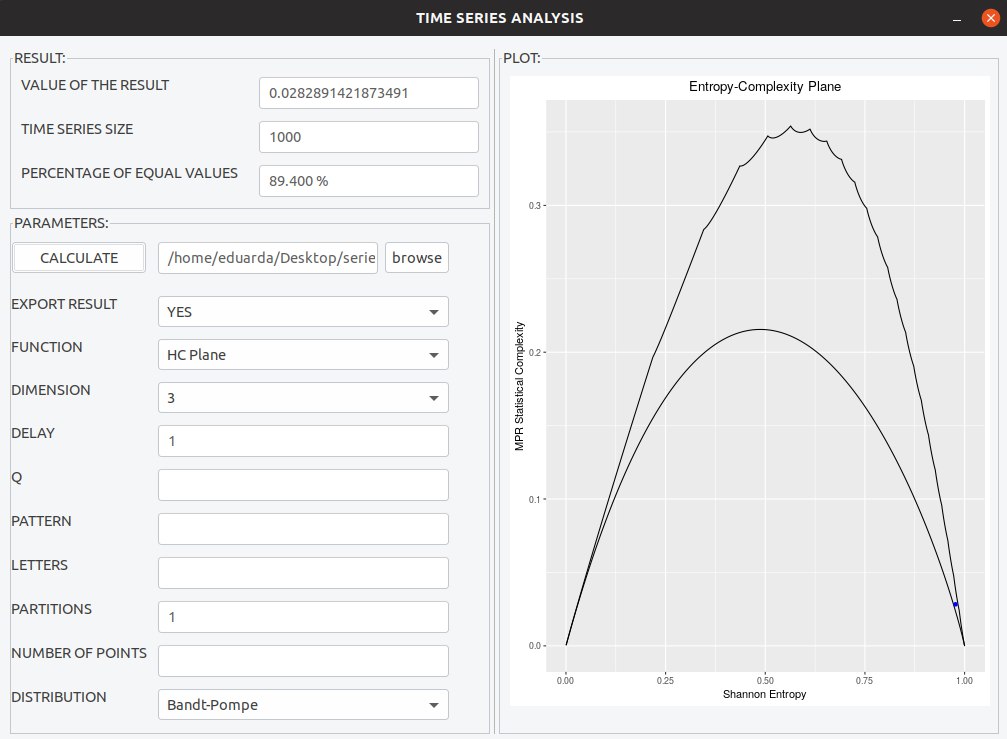 TIME SERIES ANALYSIS
RESULT:
VALUE OF THE RESULT
0.0282891421873491
TIME SERIES SIZE
1000
PERCENTAGE OF EQUAL VALUES
89.400 %
PARAMETERS:
CALCULATE
/home/eduarda/Desktop/serie
browse
EXPORT RESULT
YES
FUNCTION
HC Plane
DIMENSION
3
DELAY
1
Q
PATTERN
LETTERS
PARTITIONS
1
NUMBER OF POINTS
DISTRIBUTION
Bandt-Pompe
PLOT:
Entropy-Complexity Plane
MPR Statistical Complexity
0.3
0.2
0.1
0.0
0.00
0.25
0.50
0.75
1.00
Shannon Entropy